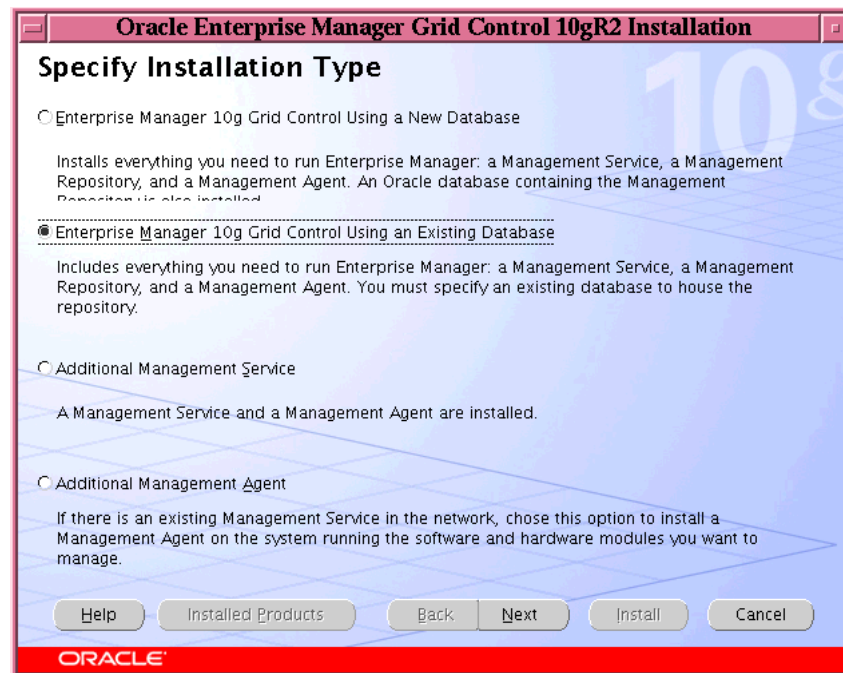 Oracle Enterprise Manager Grid Control 10gR2 Installation
Specify Installation Type
10g
Enterprise Manager 10g Grid Control Using a New Database
Installs everything you need to run Enterprise Manager: a Management Service, a Management
Repository, and a Management Agent. An Oracle database containing the Management
Repository is also installed.
Enterprise Manager 10g Grid Control Using an Existing Database
Includes everything you need to run Enterprise Manager: a Management Service, a Management
Repository, and a Management Agent. You must specify an existing database to house the
repository.
Additional Management Service
A Management Service and a Management Agent are installed.
Additional Management Agent
If there is an existing Management Service in the network, chose this option to install a
Management Agent on the system running the software and hardware modules you want to
manage.
Help Installed Products Back Next Install Cancel
ORACLE